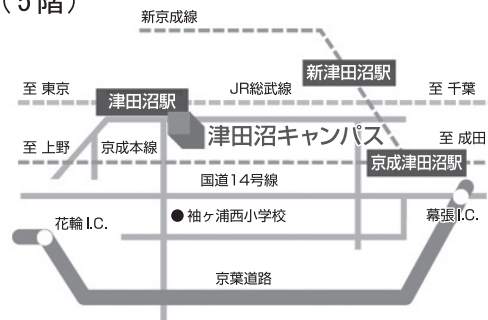 (5階)
新京成線
新津田沼駅
至 東京
JR総武線
至 千葉
津田沼駅
津田沼キャンパス
至 上野
京成本線
至 成田
京成津田沼駅
国道14号線
花輪 I.C.
●袖ヶ浦西小学校
幕張I.C.
京葉道路